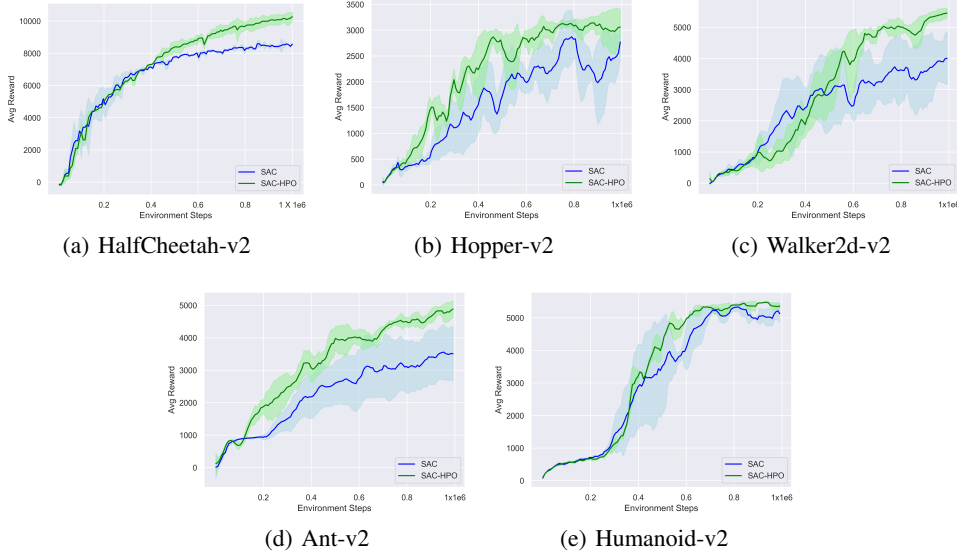 10000
8000
6000
4000
2000
0
Avg Reward
SAC
SAC-HPO
0.2 0.4 0.6 0.8 1 X 1e6
Environment Steps
(a) HalfCheetah-v2
3500
3000
2500
2000
1500
1000
500
0
Avg Reward
SAC
SAC-HPO
0.2 0.4 0.6 0.8 1x1e6
Environment Steps
(b) Hopper-v2
5000
4000
3000
2000
1000
0
Avg Reward
SAC
SAC-HPO
0.2 0.4 0.6 0.8 1x1e6
Environment Steps
(c) Walker2d-v2
5000
4000
3000
2000
1000
0
Avg Reward
SAC
SAC-HPO
0.2 0.4 0.6 0.8 1x1e6
Environment Steps
(d) Ant-v2
5000
4000
3000
2000
1000
0
Avg Reward
SAC
SAC-HPO
0.2 0.4 0.6 0.8 1x1e6
Environment Steps
(e) Humanoid-v2